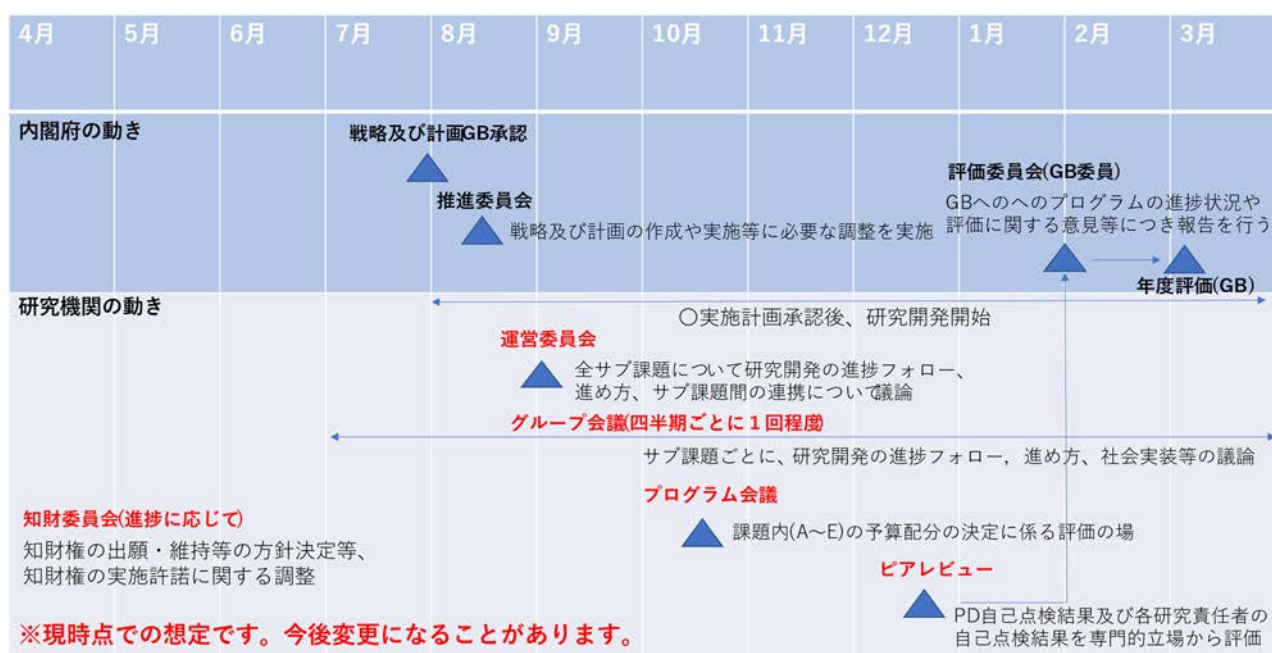 4月 5月 6月 7月 8月 9月 10月 11月 12月 1月 2月 3月
内閣府の動き
戦略及び計画GB承認
推進委員会
戦略及び計画の作成や実施等に必要な調整を実施
評価委員会(GB委員)
GBへのへのプログラムの進捗状況や
評価に関する意見等につき報告を行う
年度評価(GB)
研究機関の動き
〇実施計画承認後、研究開発開始
運営委員会
全サブ課題について研究開発の進捗フォロー、
進め方、サブ課題間の連携について議論
グループ会議(四半期ごとに１回程度)
サブ課題ごとに、研究開発の進捗フォロー，進め方、社会実装等の議論
プログラム会議
課題内(A～E)の予算配分の決定に係る評価の場
知財委員会(進捗に応じて)
知財権の出願・維持等の方針決定等、
知財権の実施許諾に関する調整
ピアレビュー
PD自己点検結果及び各研究責任者の
自己点検結果を専門的立場から評価
※現時点での想定です。今後変更になることがあります。